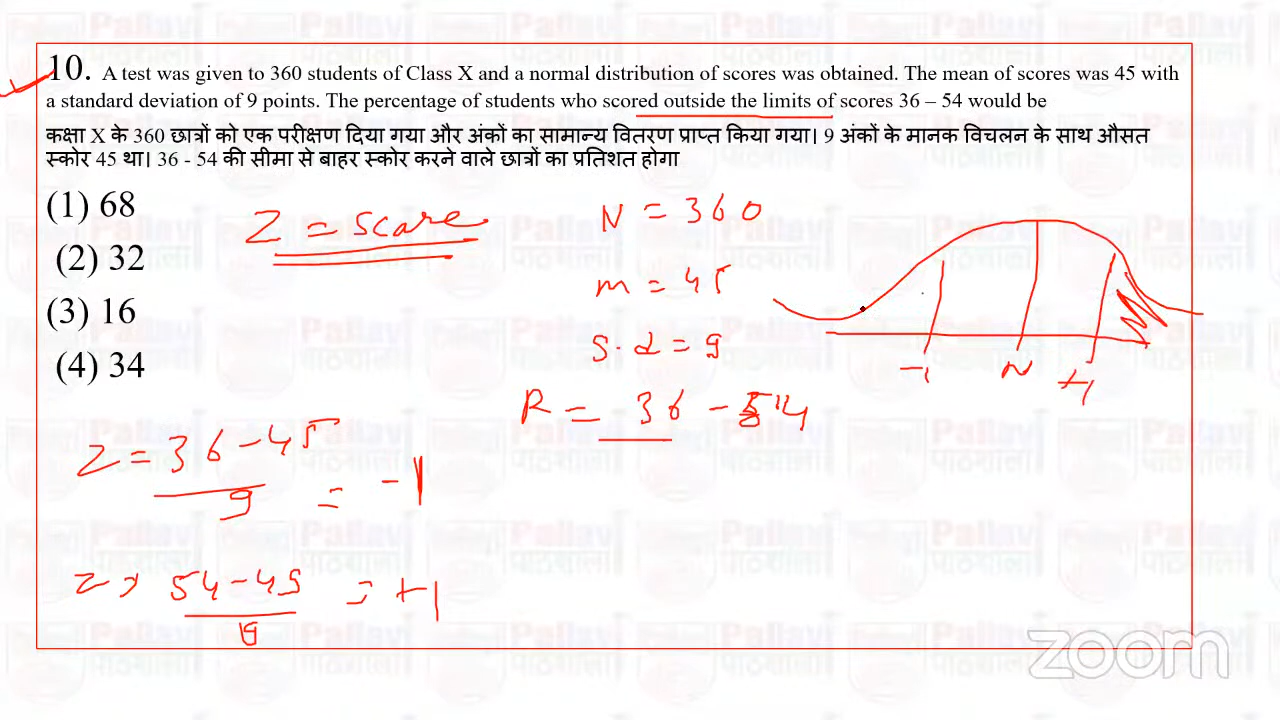 10. A test was given to 360 students of Class X and a normal distribution of scores was obtained. The mean of scores was 45 with
a standard deviation of 9 points. The percentage of students who scored outside the limits of scores 36 – 54 would be
कक्षा X के 360 छात्रों को एक परीक्षण दिया गया और अंकों का सामान्य वितरण प्राप्त किया गया। 9 अंकों के मानक विचलन के साथ औसत
स्कोर 45 था। 36 - 54 की सीमा से बाहर स्कोर करने वाले छात्रों का प्रतिशत होगा
(1) 68
(2) 32
(3) 16
(4) 34
Z = Score
N = 360
m = 45
S.d = 9
R = 36 - 54
-1
+1
Z = 36-45
9
= -1
54-45
9
= +1
Pallavi
पाठशाला
zoom